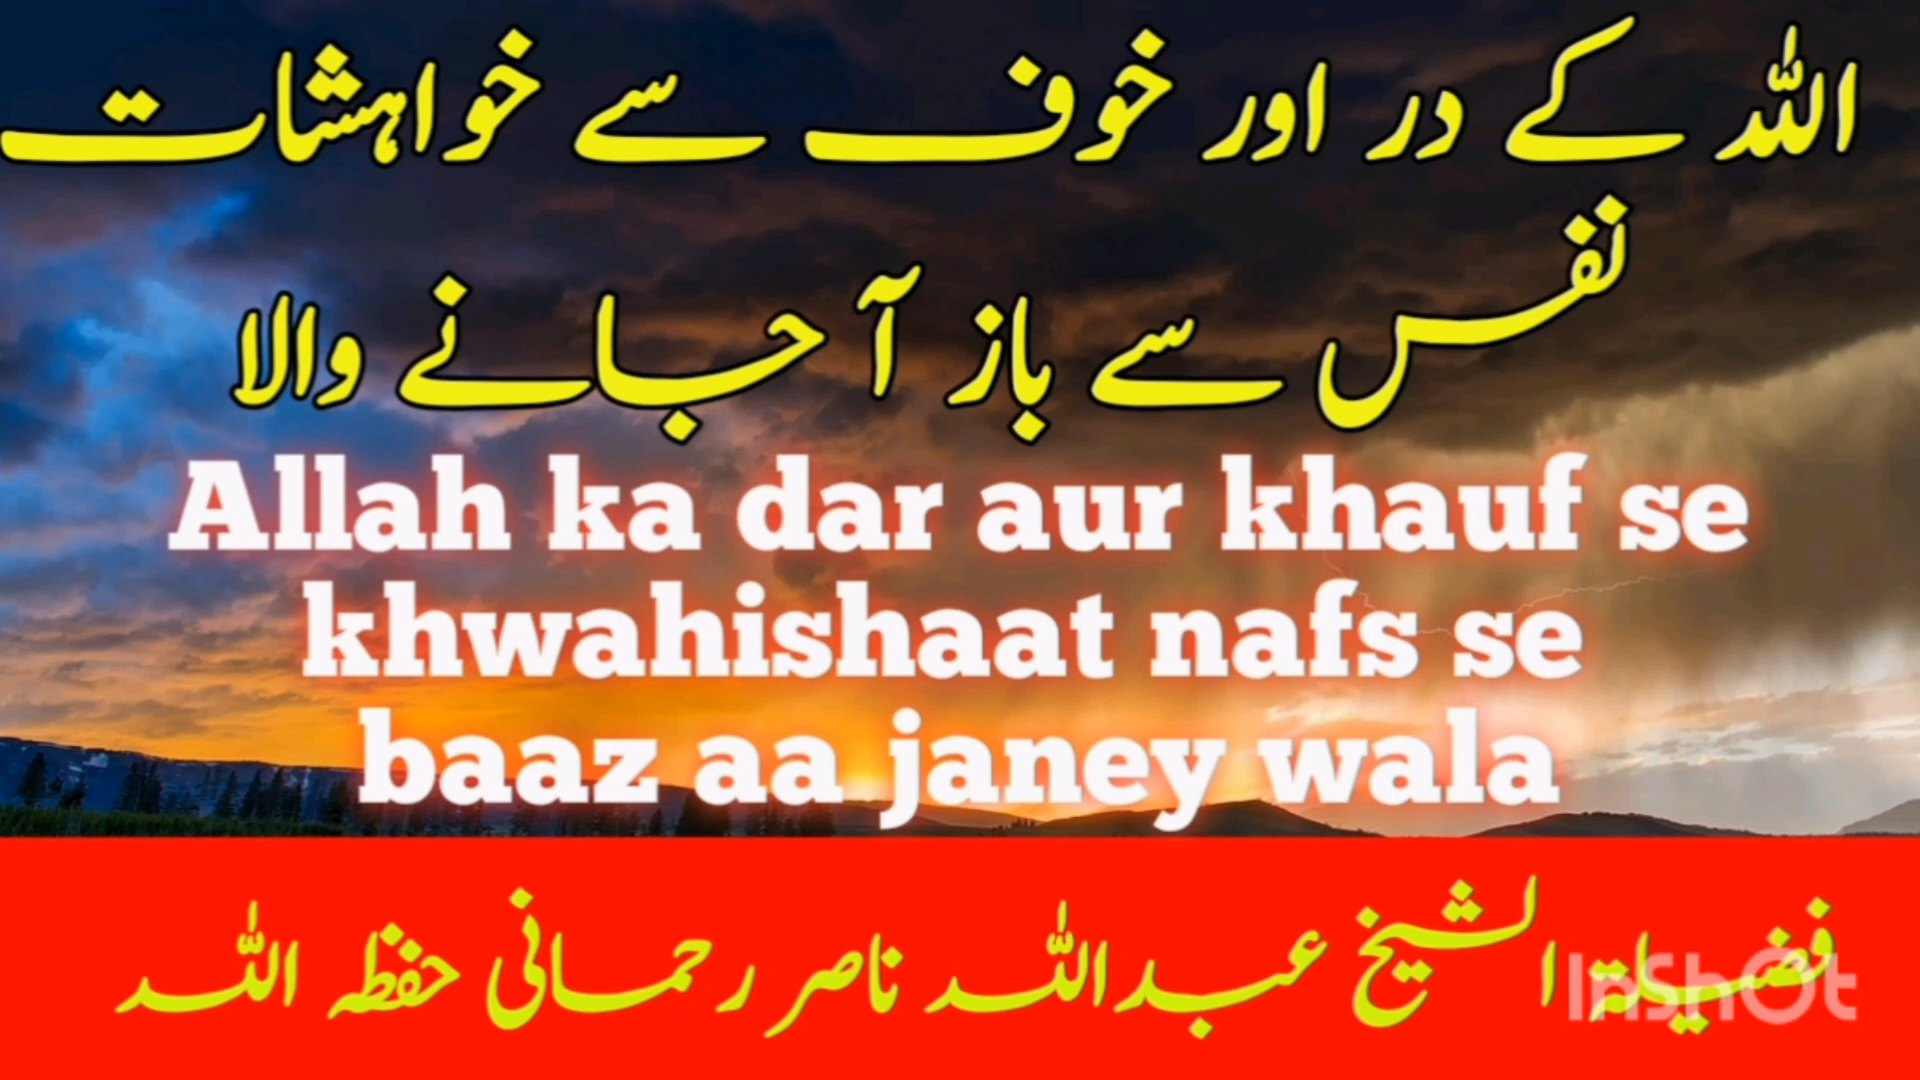 اللہ کے در اور خوف سے خواہشات
نفس سے باز آ جانے والا
Allah ka dar aur khauf se
khwahishaat nafs se
baaz aa janey wala
فضیلۃ الشیخ عبداللہ ناصر رحمانی حفظہ اللہ
InShOt